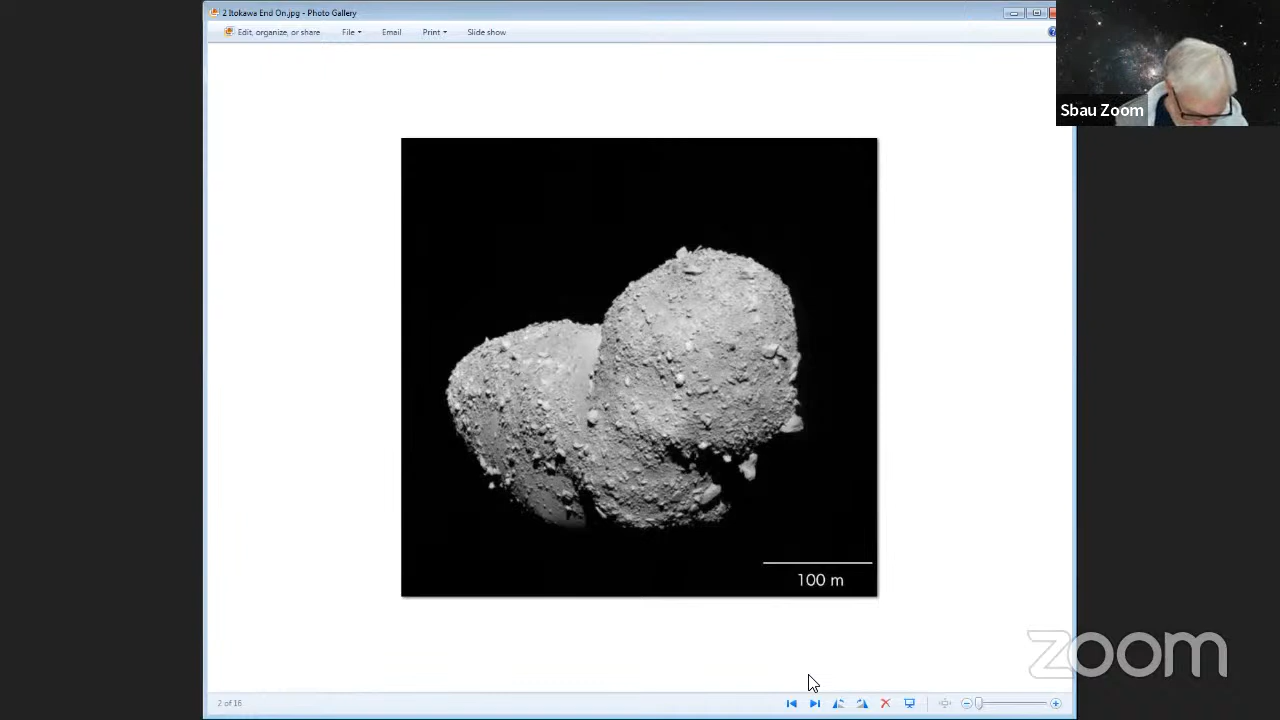 2 Itokawa End On.jpg - Photo Gallery
Edit, organize, or share File Email Print Slide show
Sbau Zoom
100 m
zoom
2 of 16